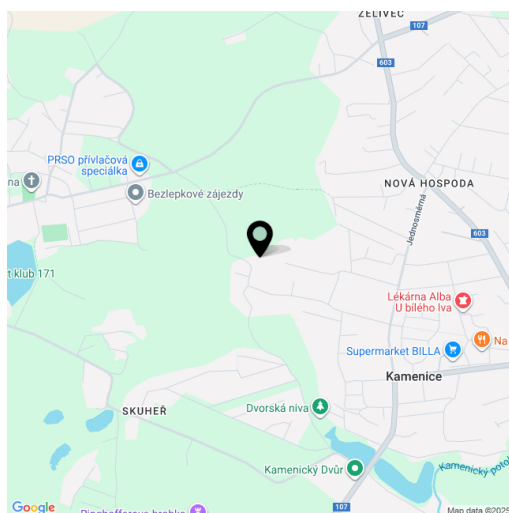 ŽELIVEC
107
603
PRSO přívlačová
speciálka
na
Bezlepkové zájezdy
NOVÁ HOSPODA
Jednosměrná
603
t klub 171
Lékárna Alba
U bílého lva
Na
Supermarket BILLA
Kamenice
SKUHEŘ
Dvorská niva
Kamenický Dvůr
Kamenický poto
107
Google
Map data ©2025